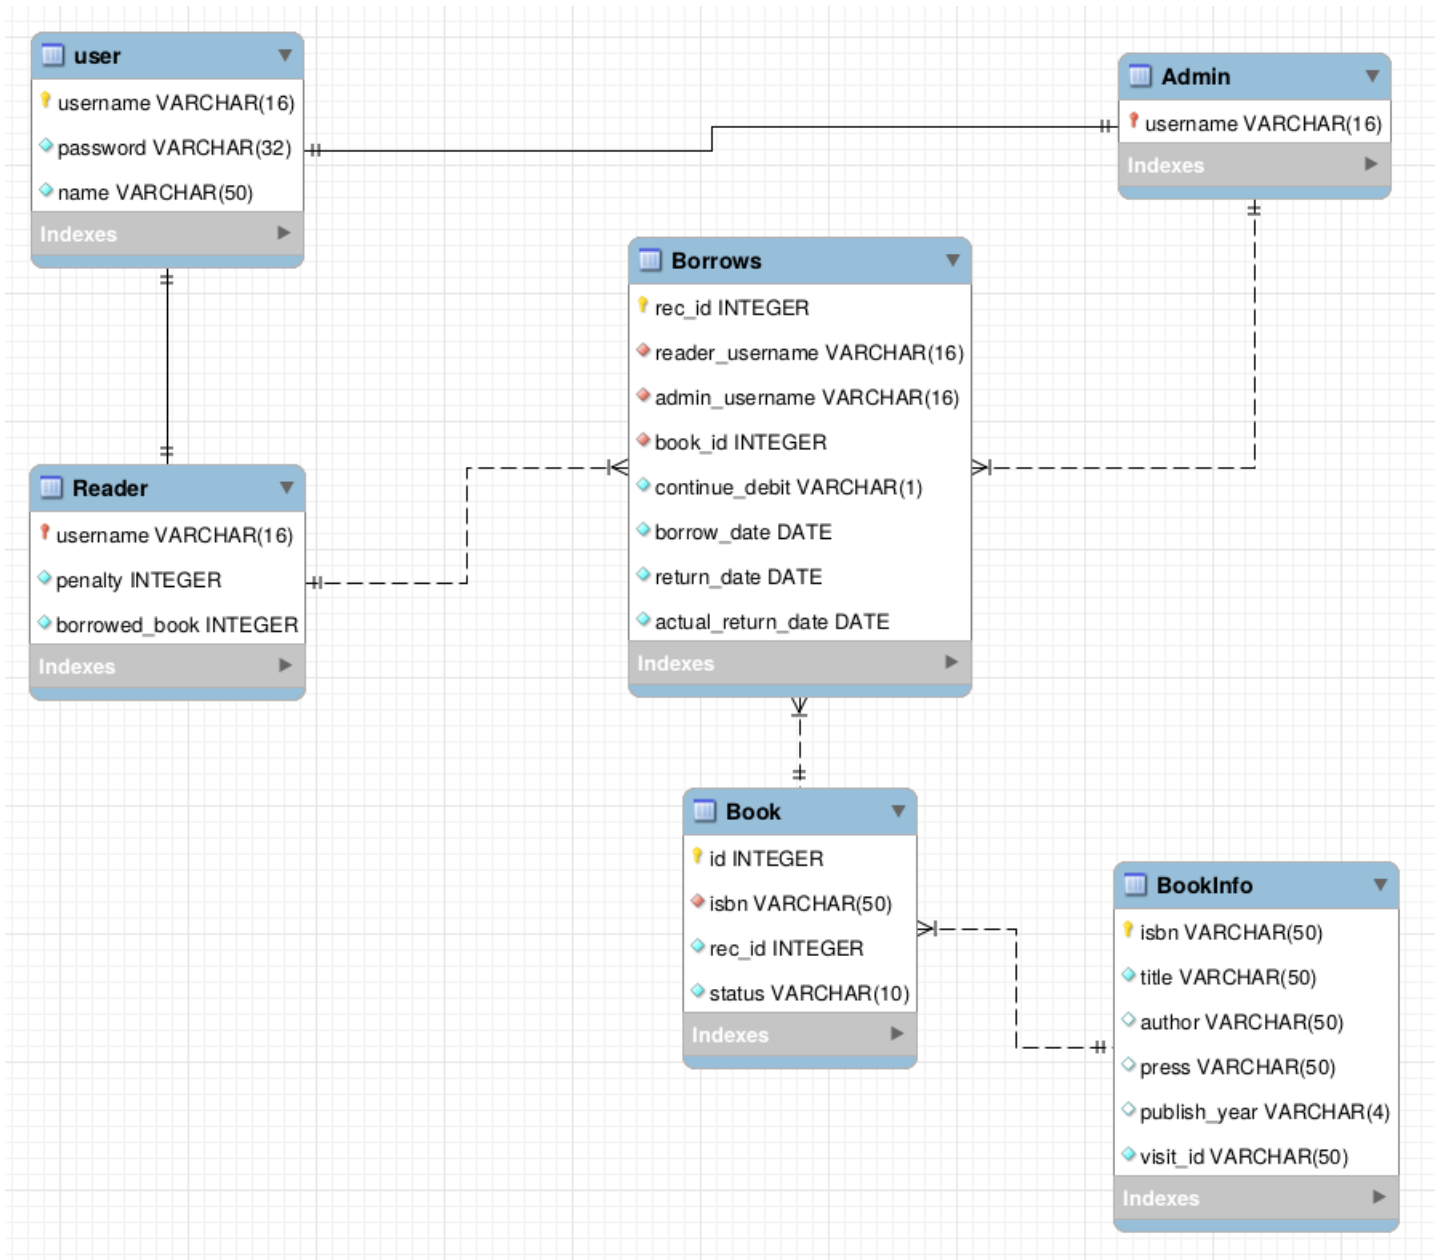 user
username VARCHAR(16)
password VARCHAR(32)
name VARCHAR(50)
Indexes
Admin
username VARCHAR(16)
Indexes
Borrows
rec_id INTEGER
reader_username VARCHAR(16)
admin_username VARCHAR(16)
book_id INTEGER
continue_debit VARCHAR(1)
borrow_date DATE
return_date DATE
actual_return_date DATE
Indexes
Reader
username VARCHAR(16)
penalty INTEGER
borrowed_book INTEGER
Indexes
Book
id INTEGER
isbn VARCHAR(50)
rec_id INTEGER
status VARCHAR(10)
Indexes
BookInfo
isbn VARCHAR(50)
title VARCHAR(50)
author VARCHAR(50)
press VARCHAR(50)
publish_year VARCHAR(4)
visit_id VARCHAR(50)
Indexes